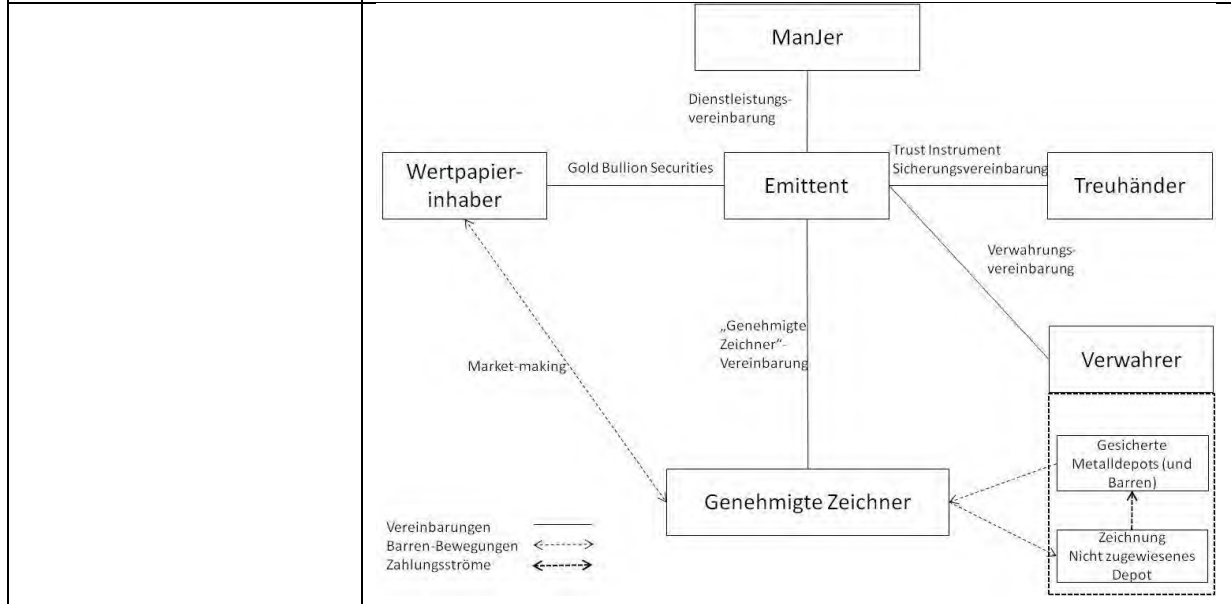 ManJer
Dienstleistungs-
vereinbarung
Wertpapier-
inhaber
Gold Bullion Securities
Emittent
Trust Instrument
Sicherungsvereinbarung
Treuhänder
Verwahrungs-
vereinbarung
„Genehmigte
Zeichner“-
Vereinbarung
Market-making
Verwahrer
Gesicherte
Metalldepots (und
Barren)
Genehmigte Zeichner
Zeichnung
Nicht zugewiesenes
Depot
Vereinbarungen
Barren-Bewegungen
Zahlungsströme